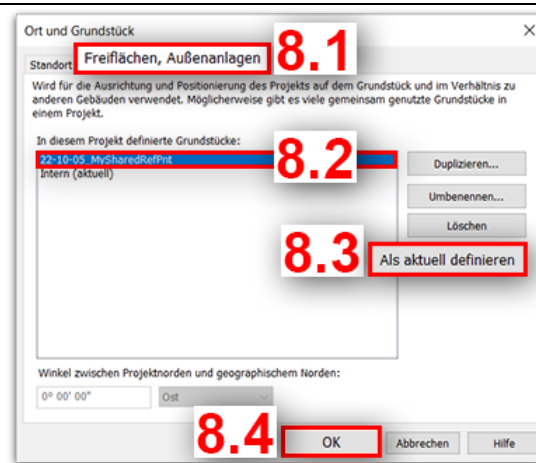 Ort und Grundstück
Standort Freiflächen, Außenanlagen 8.1
Wird für die Ausrichtung und Positionierung des Projekts auf dem Grundstück und im Verhältnis zu
anderen Gebäuden verwendet. Möglicherweise gibt es viele gemeinsam genutzte Grundstücke in
einem Projekt.
In diesem Projekt definierte Grundstücke:
22-10-05_MySharedRefPnt 8.2
Intern (aktuell)
Duplizieren...
Umbenennen...
Löschen
8.3 Als aktuell definieren
Winkel zwischen Projektnorden und geographischem Norden:
0° 00' 00"
Ost
8.4 OK
Abbrechen
Hilfe